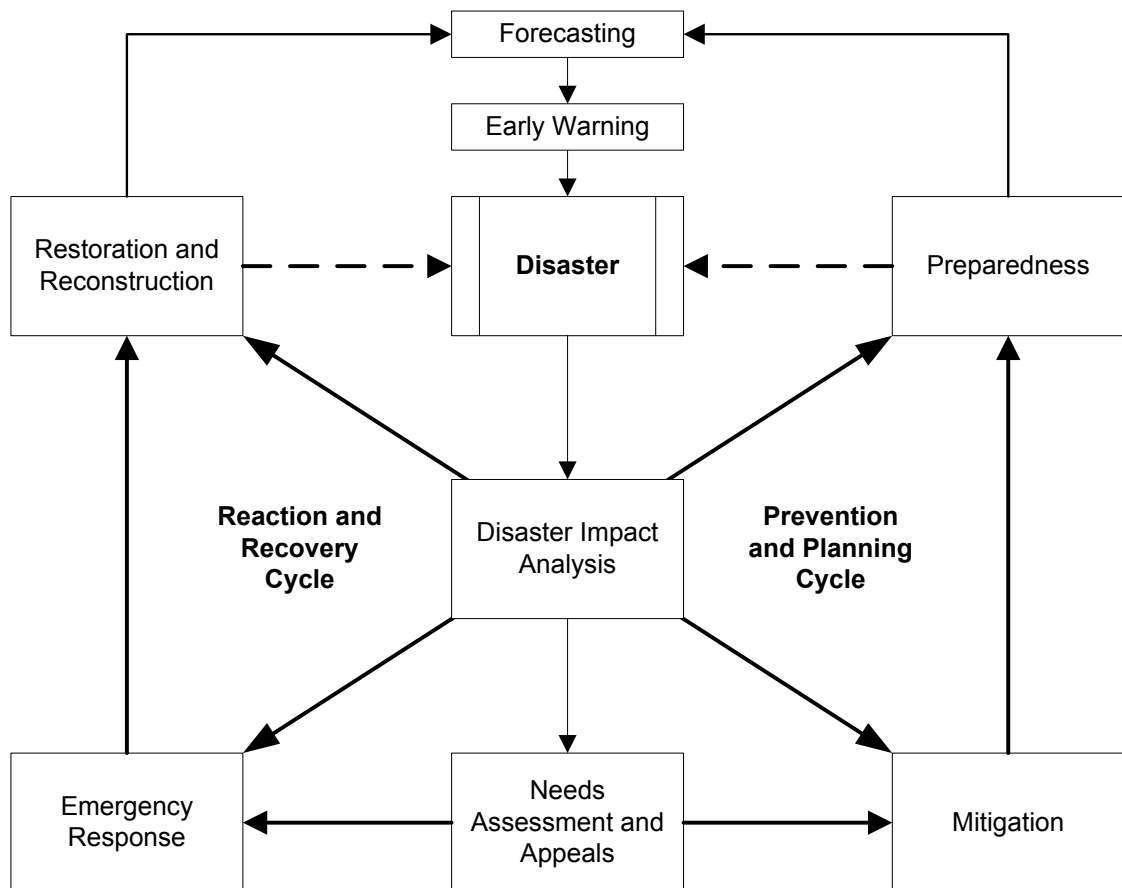 Forecasting
Early Warning
Restoration and
Reconstruction
Disaster
Preparedness
Reaction and
Recovery
Cycle
Disaster Impact
Analysis
Prevention
and Planning
Cycle
Emergency
Response
Needs
Assessment and
Appeals
Mitigation